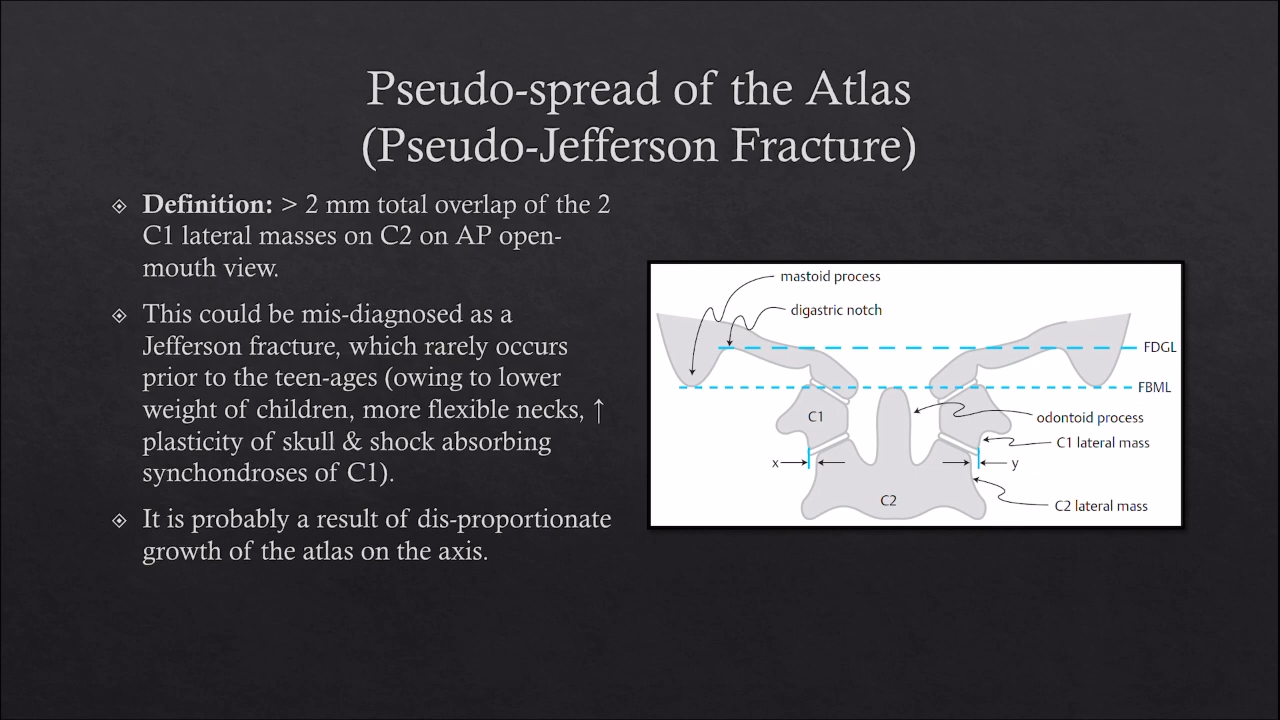 Pseudo-spread of the Atlas
(Pseudo-Jefferson Fracture)
Definition: > 2 mm total overlap of the 2
C1 lateral masses on C2 on AP open-
mouth view.
This could be mis-diagnosed as a
Jefferson fracture, which rarely occurs
prior to the teen-ages (owing to lower
weight of children, more flexible necks, ↑
plasticity of skull & shock absorbing
synchondroses of C1).
It is probably a result of dis-proportionate
growth of the atlas on the axis.
mastoid process
digastric notch
FDGL
FBML
C1
odontoid process
C1 lateral mass
x
y
C2
C2 lateral mass